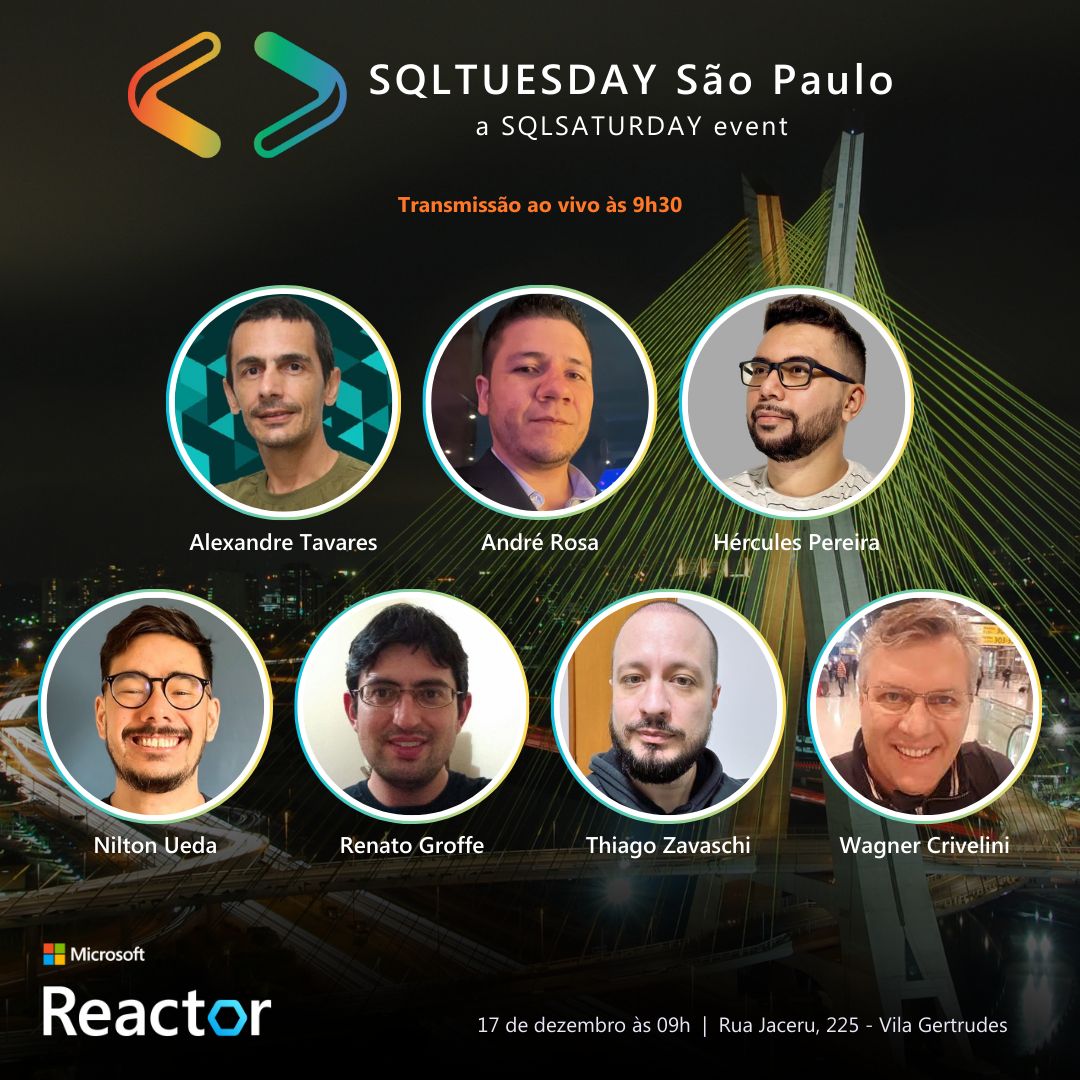 SQLTUESDAY São Paulo
a SQLSATURDAY event
Transmissão ao vivo às 9h30
Alexandre Tavares
André Rosa
Hércules Pereira
Nilton Ueda
Renato Groffe
Thiago Zavaschi
Wagner Crivelini
Microsoft
Reactor
17 de dezembro às 09h | Rua Jaceru, 225 - Vila Gertrudes